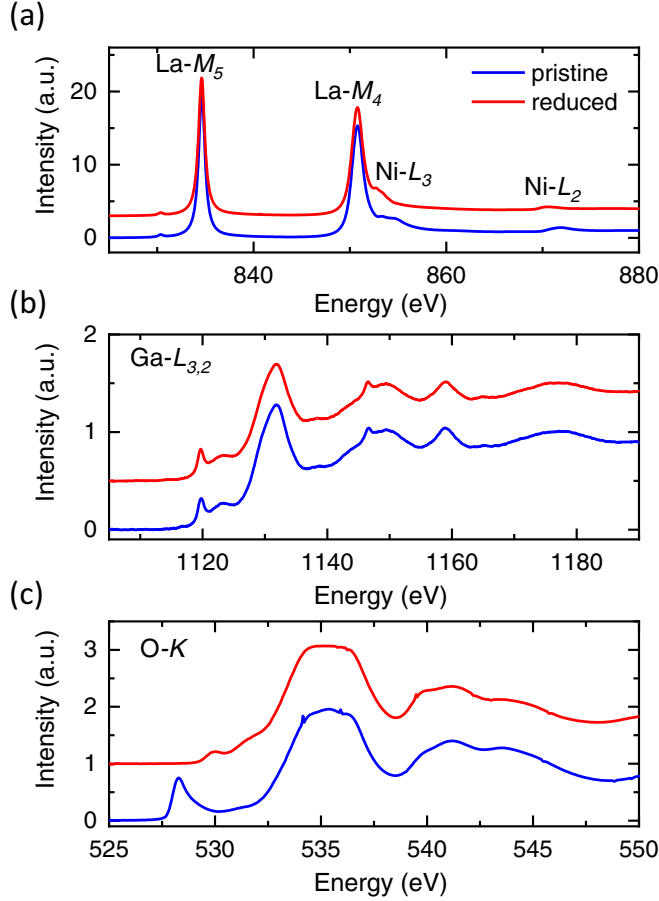 (a)
La-M5
La-M4
pristine
reduced
Ni-L3
Ni-L2
20
10
0
Intensity (a.u.)
840
860
880
Energy (eV)
(b)
Ga-L3,2
2
1
0
Intensity (a.u.)
1120
1140
1160
1180
Energy (eV)
(c)
O-K
3
2
1
0
Intensity (a.u.)
525
530
535
540
545
550
Energy (eV)